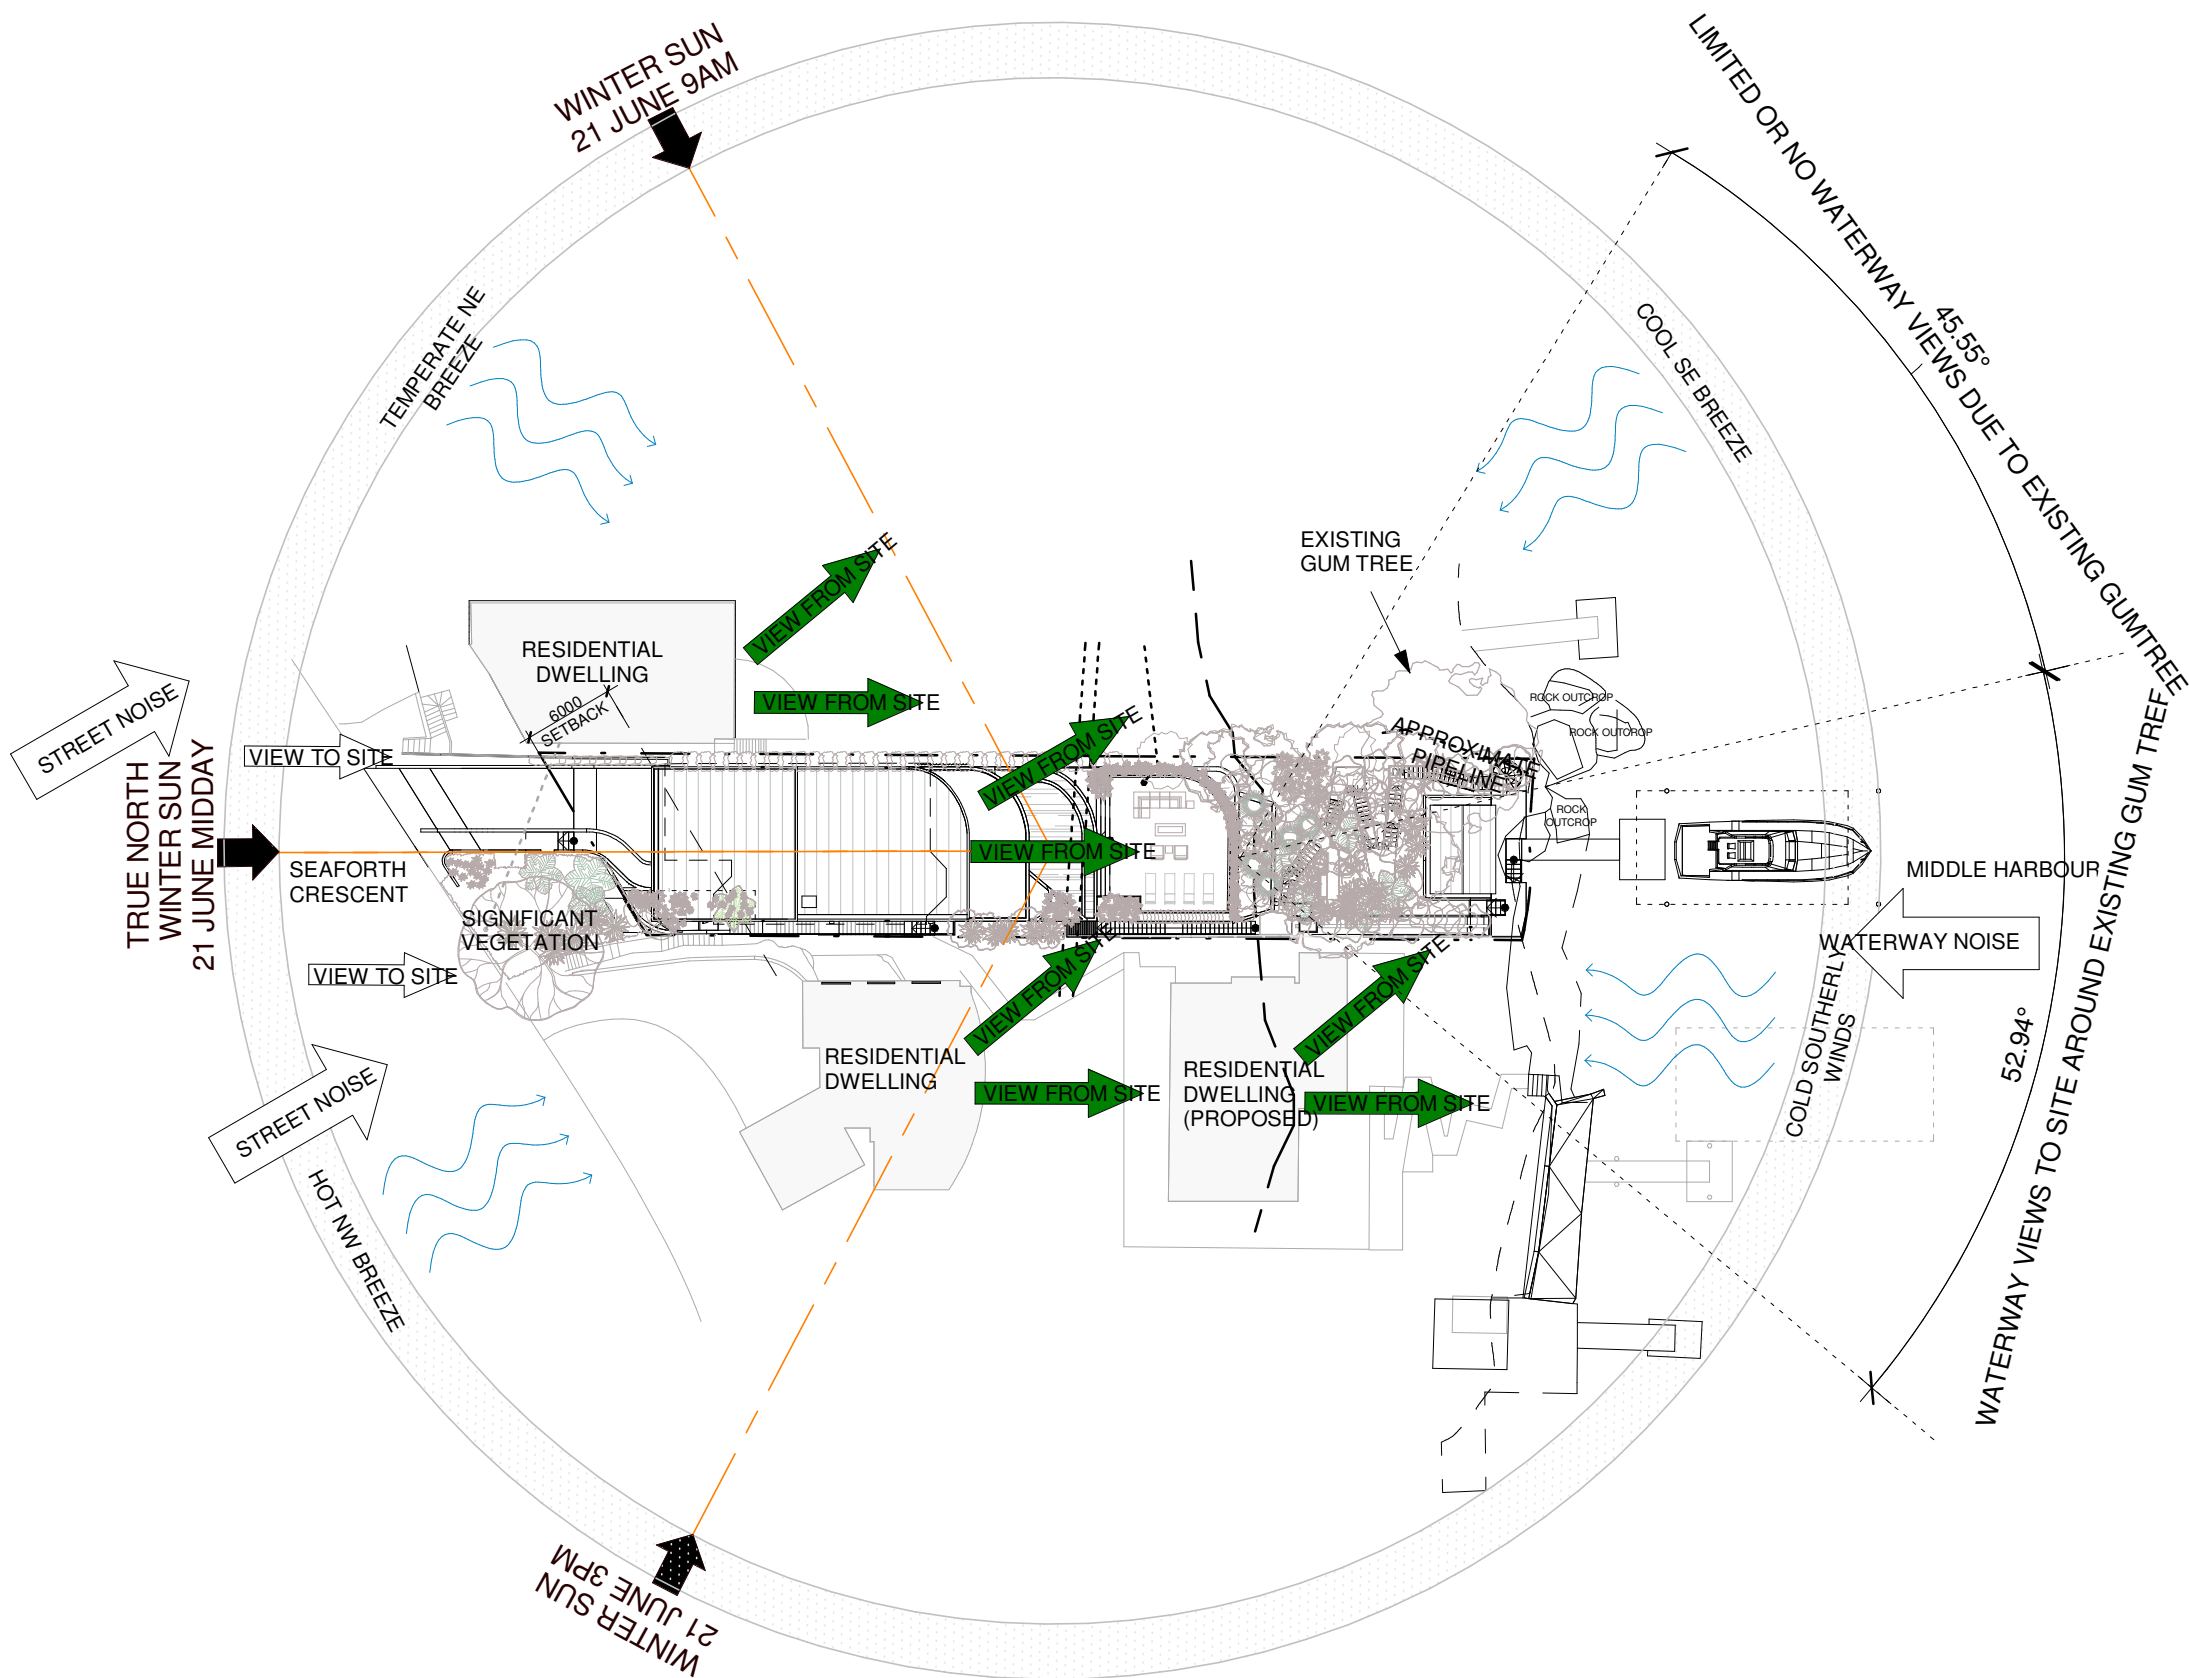 WINTER SUN
21 JUNE 9AM
LIMITED OR NO WATERWAY VIEWS DUE TO EXISTING GUMTREE
45.55°
TEMPERATE NE
BREEZE
COOL SE BREEZE
EXISTING
GUM TREE
VIEW FROM SITE
RESIDENTIAL
DWELLING
6000
SETBACK
VIEW FROM SITE
STREET NOISE
VIEW TO SITE
VIEW FROM SITE
APPROXIMATE
PIPELINE
ROCK OUTCROP
ROCK OUTCROP
ROCK
OUTCROP
TRUE NORTH
WINTER SUN
21 JUNE MIDDAY
SEAFORTH
CRESCENT
VIEW FROM SITE
MIDDLE HARBOUR
SIGNIFICANT
VEGETATION
WATERWAY NOISE
VIEW TO SITE
VIEW FROM SITE
VIEW FROM SITE
RESIDENTIAL
DWELLING
VIEW FROM SITE
RESIDENTIAL
DWELLING
(PROPOSED)
VIEW FROM SITE
COLD SOUTHERLY
WINDS
52.94°
WATERWAY VIEWS TO SITE AROUND EXISTING GUM TREE
STREET NOISE
HOT NW BREEZE
WINTER SUN
21 JUNE 3PM